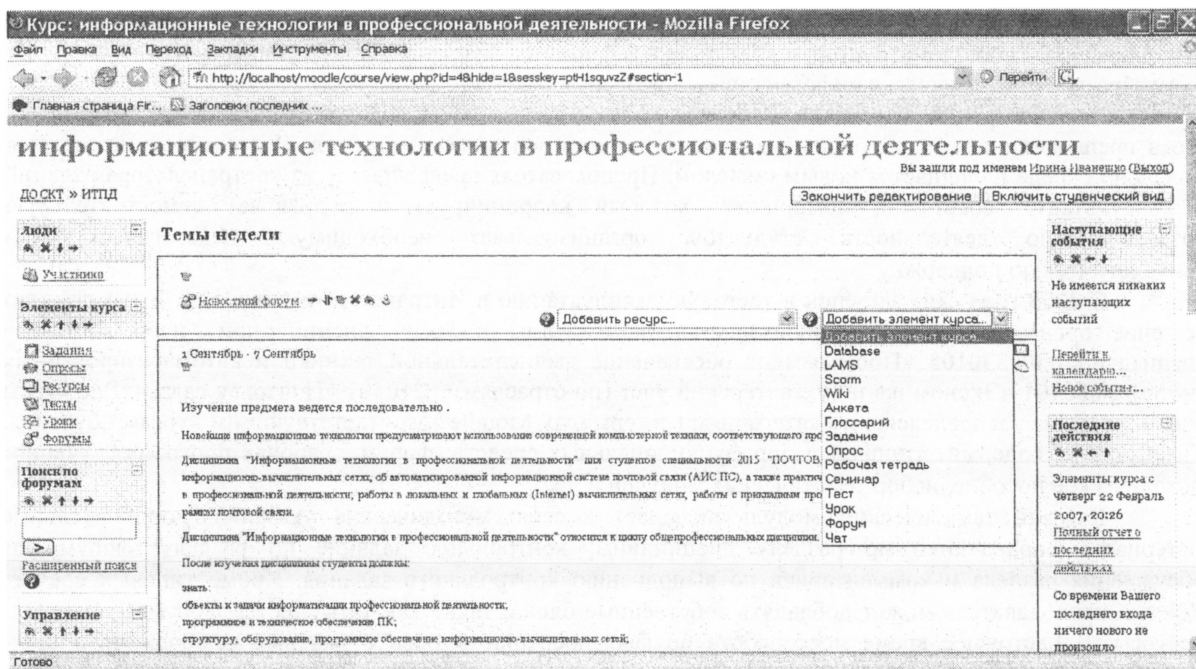 Курс: информационные технологии в профессиональной деятельности - Mozilla Firefox
Файл Правка Вид Переход Закладки Инструменты Справка
http://localhost/moodle/course/view.php?id=4&hide=18sesskey=ptH1squvzZ#section-1
Перейти
Главная страница Fir... Заголовки последних ...
информационные технологии в профессиональной деятельности
Вы зашли под именем Ирина Иваненко (Выход)
ДО СКТ » ИТПД
Закончить редактирование Включить студенческий вид
Люди
Участники
Элементы курса
Задания
Опросы
Ресурсы
Тесты
Уроки
Форумы
Поиск по
форумам
>
Расширенный поиск
Управление
Темы недели
Новостной форум
Добавить ресурс...
Добавить элемент курса...
Добавить элемент курса...
Database
LAMS
Scorm
Wiki
Анкета
Глоссарий
Задание
Опрос
Рабочая тетрадь
Семинар
Тест
Урок
Форум
Чат
1 Сентябрь - 7 Сентябрь
Изучение предмета ведется последовательно .
Новейшие информационные технологии предусматривают использование современной компьютерной техники, соответствующего про
Дисциплина "Информационные технологии в профессиональной деятельности" для студентов специальности 2015 "ПОЧТОВ
информационно-вычислительных сетях, об автоматизированной информационной системе почтовой связи (АИС ПС), а также практич
в профессиональной деятельности; работы в локальных и глобальных (Internet) вычислительных сетях, работы с прикладным про
рамках почтовой связи.
Дисциплина "Информационные технологии в профессиональной деятельности" относится к циклу общепрофессиональных дисциплин.
После изучения дисциплины студенты должны:
знать:
объекты и задачи информатизации профессиональной деятельности;
программное и техническое обеспечение ПК;
структуру, оборудование, программное обеспечение информационно-вычислительных сетей;
Наступающие
события
Не имеется никаких
наступающих
событий
Перейти к
календарю...
Новое событие...
Последние
действия
Элементы курса с
четверг 22 Февраль
2007, 20:26
Полный отчет о
последних
действиях
Со времени Вашего
последнего входа
ничего нового не
произошло
Готово